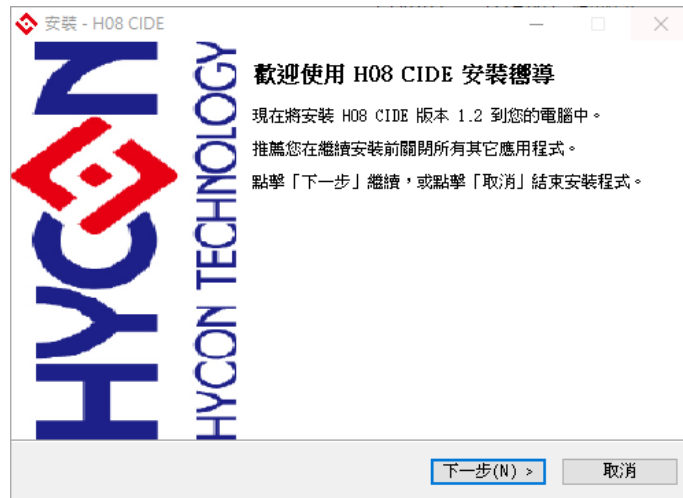 安裝 - H08 CIDE
HYCON
HYCON TECHNOLOGY
歡迎使用 H08 CIDE 安裝嚮導
現在將安裝 H08 CIDE 版本 1.2 到您的電腦中。
推薦您在繼續安裝前關閉所有其它應用程式。
點擊「下一步」繼續，或點擊「取消」結束安裝程式。
下一步(N) >
取消